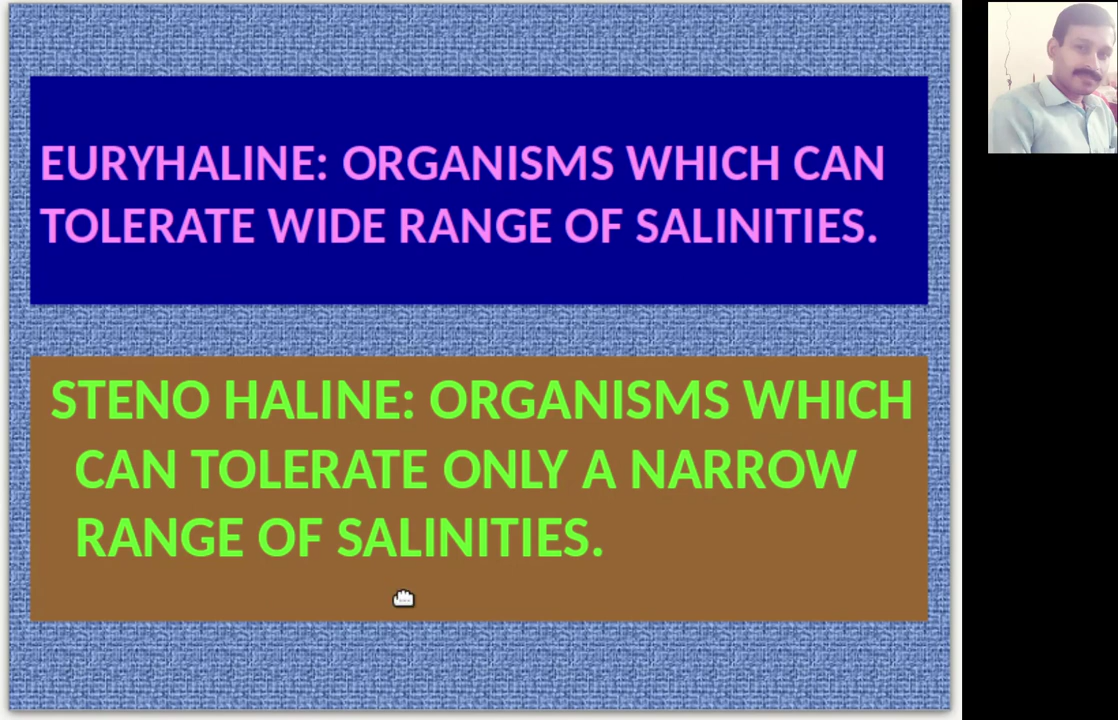 EURYHALINE: ORGANISMS WHICH CAN
TOLERATE WIDE RANGE OF SALINITIES.
STENO HALINE: ORGANISMS WHICH
CAN TOLERATE ONLY A NARROW
RANGE OF SALINITIES.